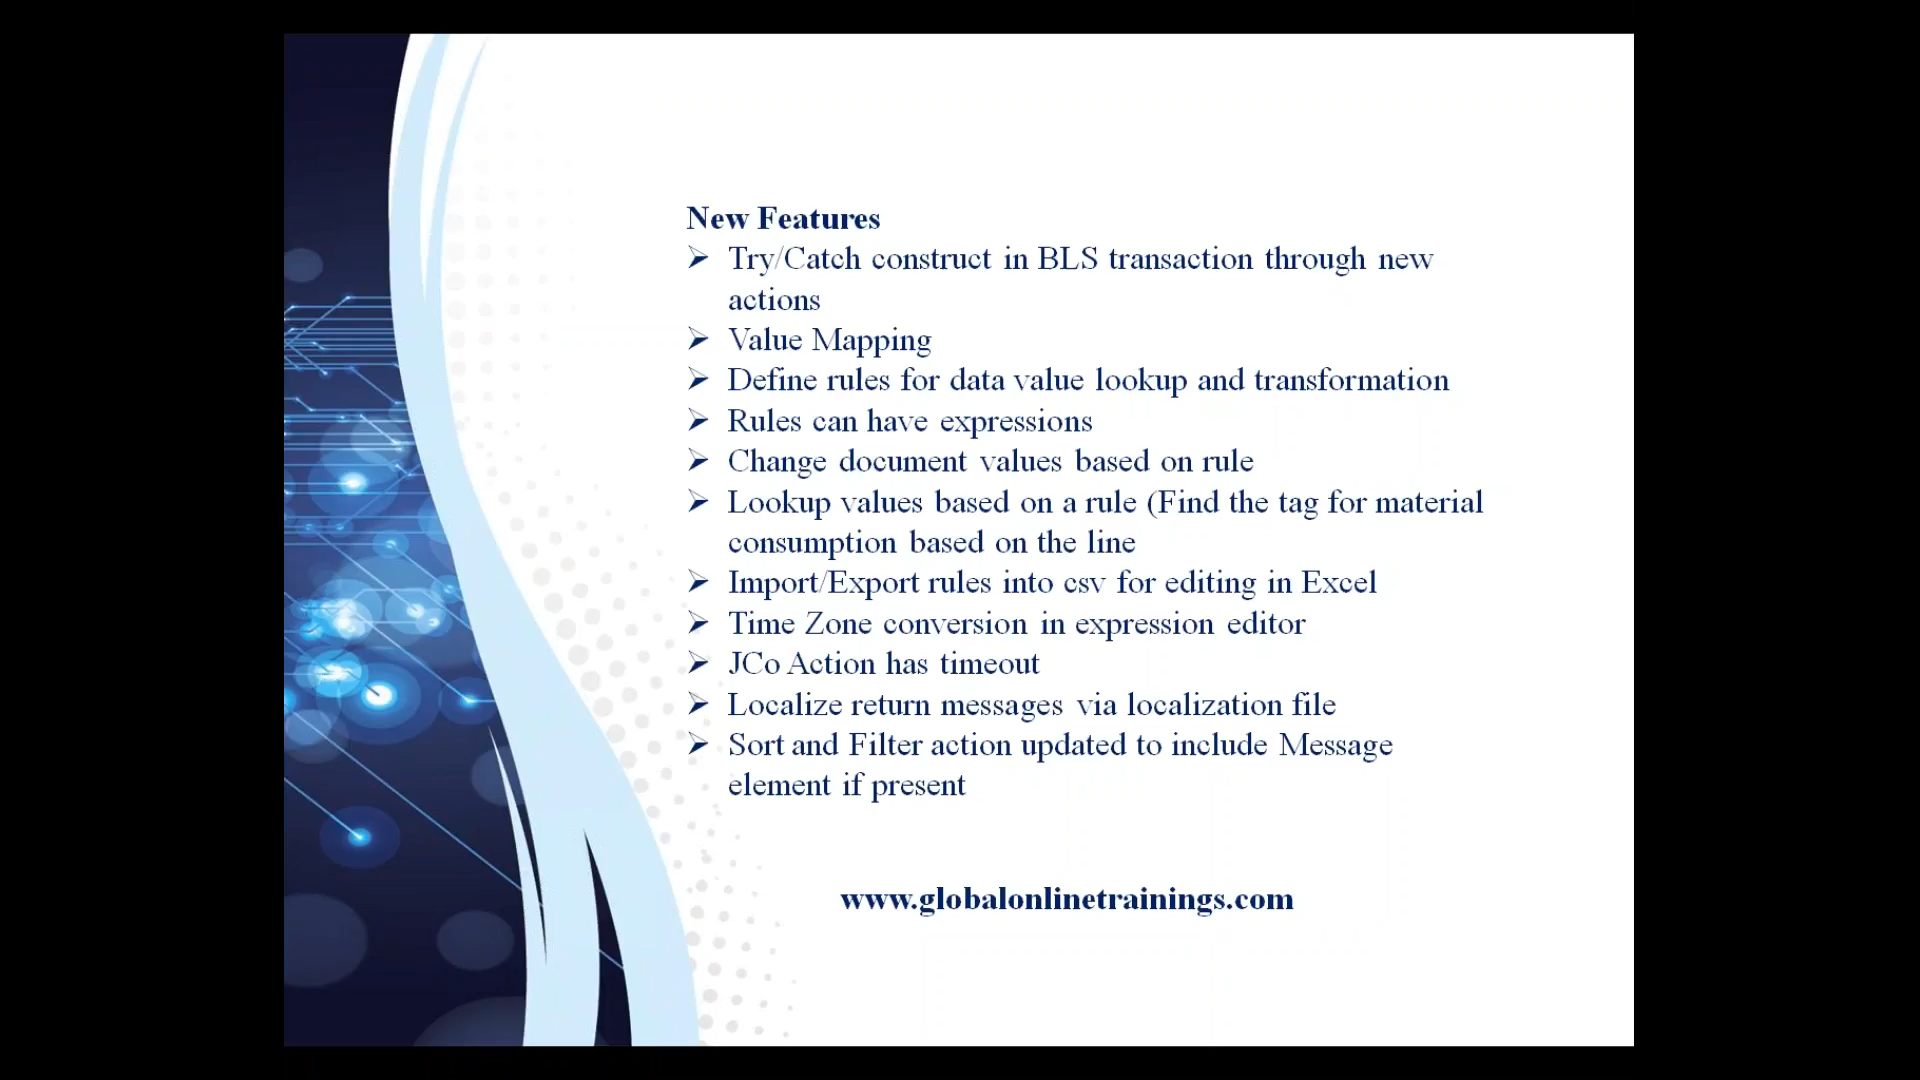 New Features
➢ Try/Catch construct in BLS transaction through new
actions
➢ Value Mapping
➢ Define rules for data value lookup and transformation
➢ Rules can have expressions
➢ Change document values based on rule
➢ Lookup values based on a rule (Find the tag for material
consumption based on the line
➢ Import/Export rules into csv for editing in Excel
➢ Time Zone conversion in expression editor
➢ JCo Action has timeout
➢ Localize return messages via localization file
➢ Sort and Filter action updated to include Message
element if present
www.globalonlinetrainings.com